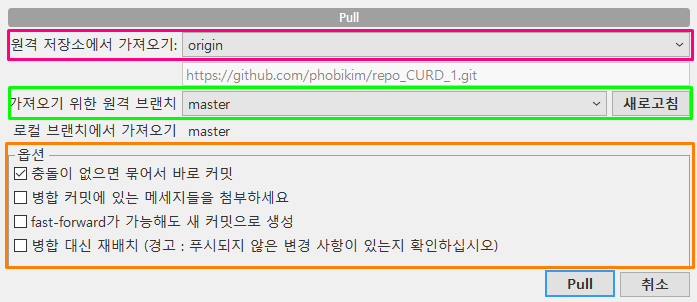 Pull
원격 저장소에서 가져오기: origin
https://github.com/phobikim/repo_CURD_1.git
가져오기 위한 원격 브랜치 master 새로고침
로컬 브랜치에서 가져오기 master
옵션
충돌이 없으면 묶어서 바로 커밋
병합 커밋에 있는 메세지들을 첨부하세요
fast-forward가 가능해도 새 커밋으로 생성
병합 대신 재배치 (경고 : 푸시되지 않은 변경 사항이 있는지 확인하십시오)
Pull 취소